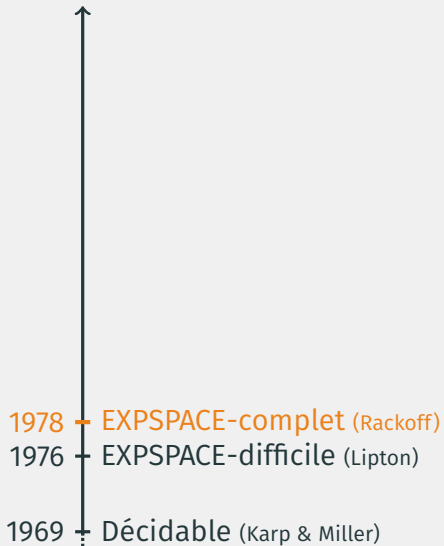 1978 EXPSPACE-complet (Rackoff)
1976 EXPSPACE-difficile (Lipton)
1969 Décidable (Karp & Miller)